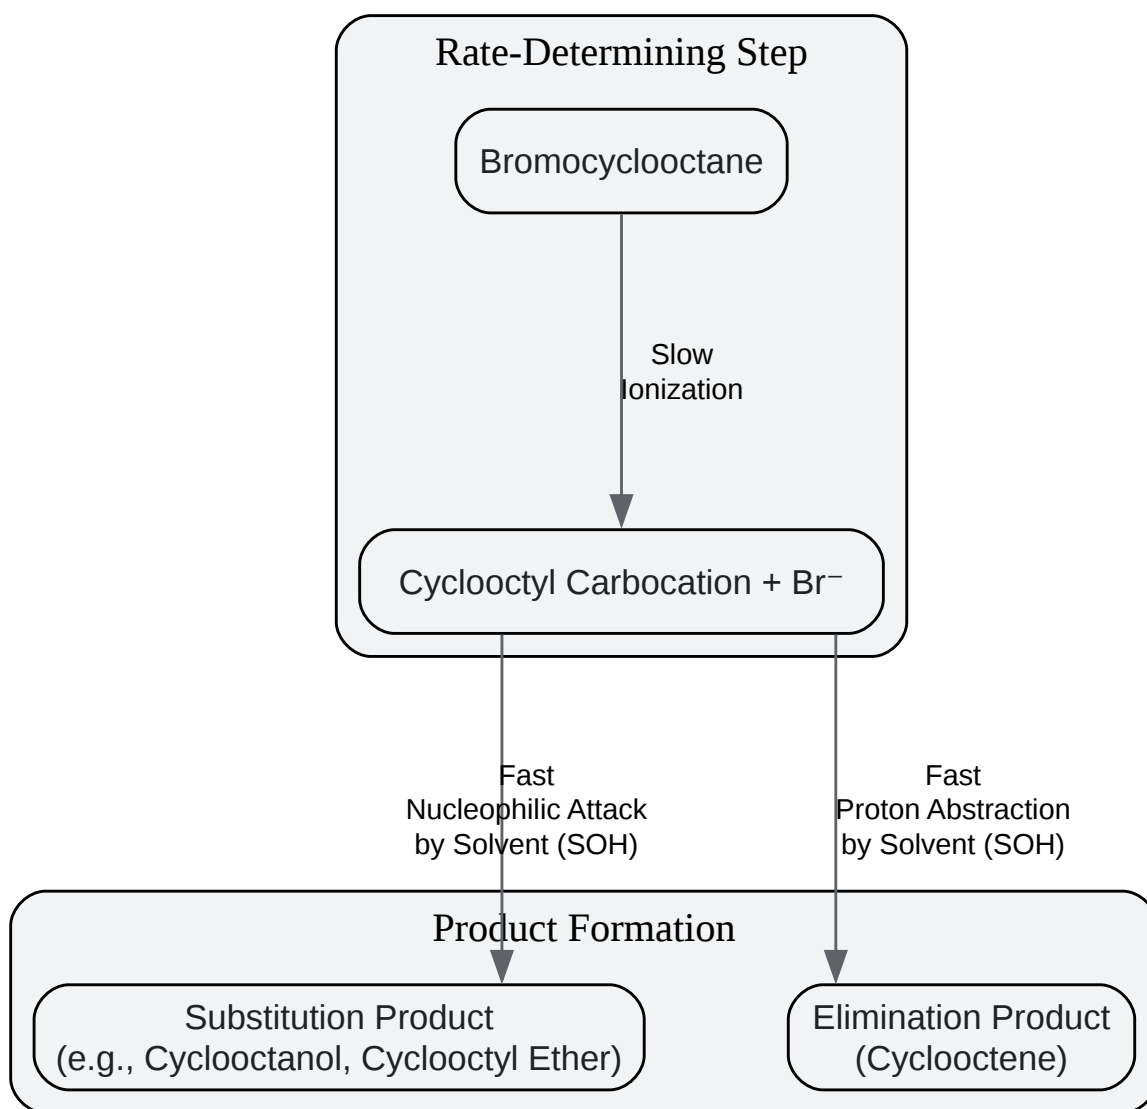 Rate-Determining Step
Bromocyclooctane
Slow
Ionization
Cyclooctyl Carbocation + Br⁻
Fast
Nucleophilic Attack
by Solvent (SOH)
Fast
Proton Abstraction
by Solvent (SOH)
Product Formation
Substitution Product
(e.g., Cyclooctanol, Cyclooctyl Ether)
Elimination Product
(Cyclooctene)